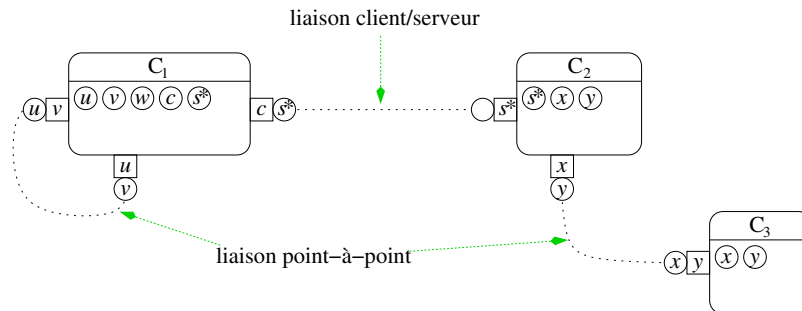 liaison client/serveur
C1
u v w c s*
u v
c s*
u
v
C2
s* x y
s*
x
y
liaison point-à-point
C3
x y
x y